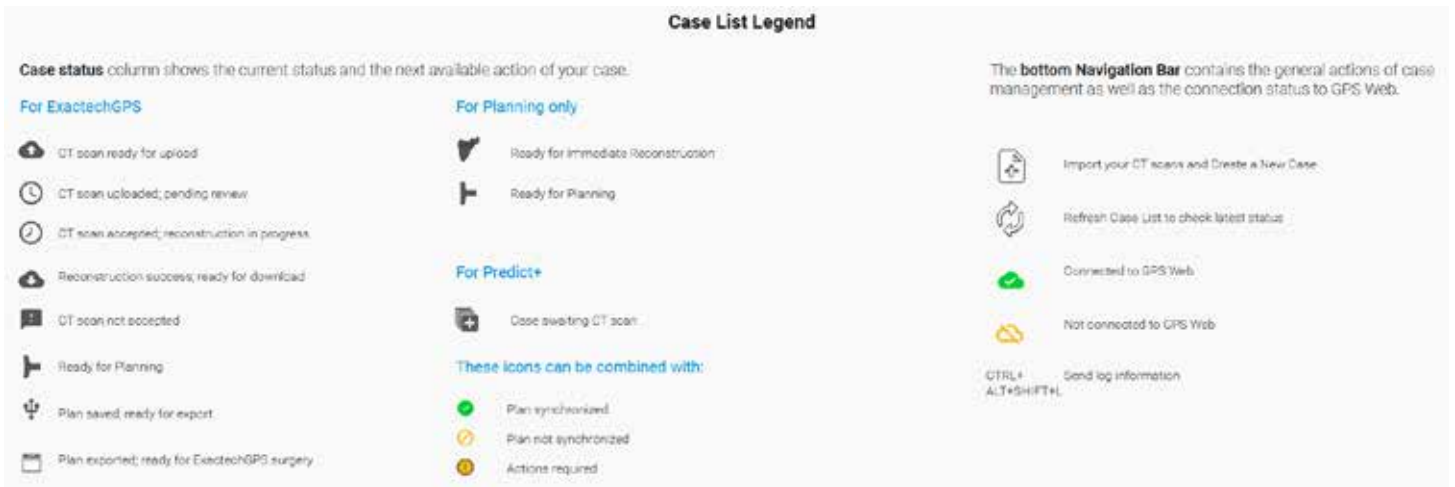 Case List Legend
Case status column shows the current status and the next available action of your case.
For ExactechGPS
CT scan ready for upload
CT scan uploaded; pending review
CT scan accepted; reconstruction in progress
Reconstruction success; ready for download
CT scan not accepted
Ready for Planning
Plan saved; ready for export
Plan exported; ready for ExactechGPS surgery
For Planning only
Ready for Immediate Reconstruction
Ready for Planning
For Predict+
Case awaiting CT scan
These icons can be combined with:
Plan synchronized
Plan not synchronized
Actions required
The bottom Navigation Bar contains the general actions of case
management as well as the connection status to GPS Web.
Import your CT scans and Create a New Case
Refresh Case List to check latest status
Connected to GPS Web
Not connected to GPS Web
CTRL+
ALT+SHIFT+L
Send log information